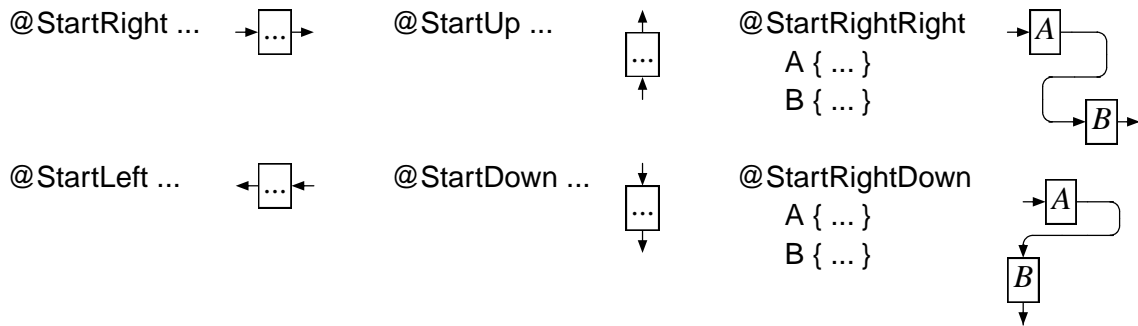 @StartRight ...
...
@StartUp ...
...
@StartRightRight
A { ... }
B { ... }
A
B
@StartLeft ...
...
@StartDown ...
...
@StartRightDown
A { ... }
B { ... }
A
B